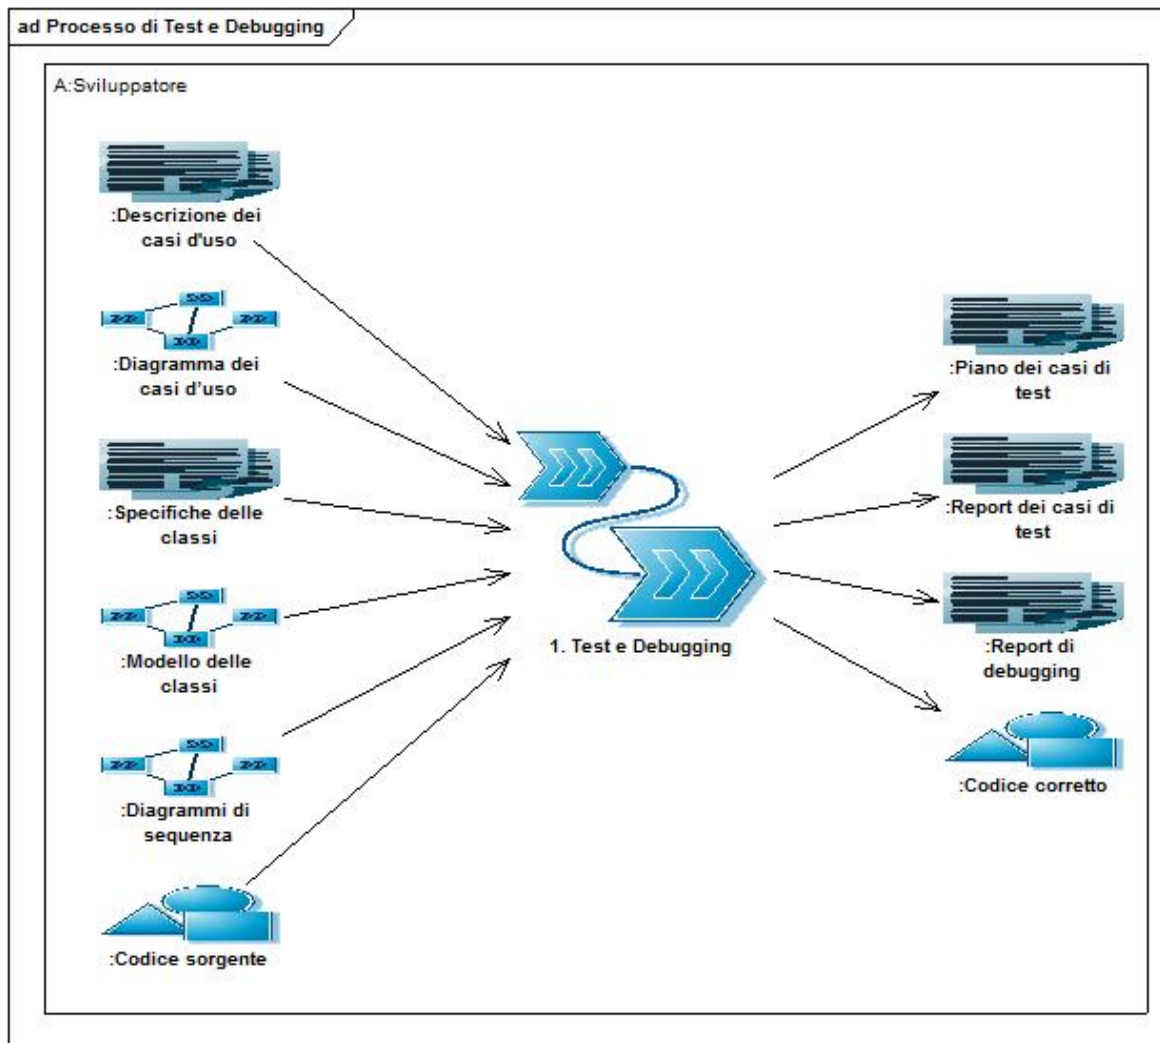 ad Processo di Test e Debugging
A:Sviluppatore
:Descrizione dei
casi d'uso
:Diagramma dei
casi d'uso
:Specifiche delle
classi
:Modello delle
classi
:Diagrammi di
sequenza
:Codice sorgente
1. Test e Debugging
:Piano dei casi di
test
:Report dei casi di
test
:Report di
debugging
:Codice corretto